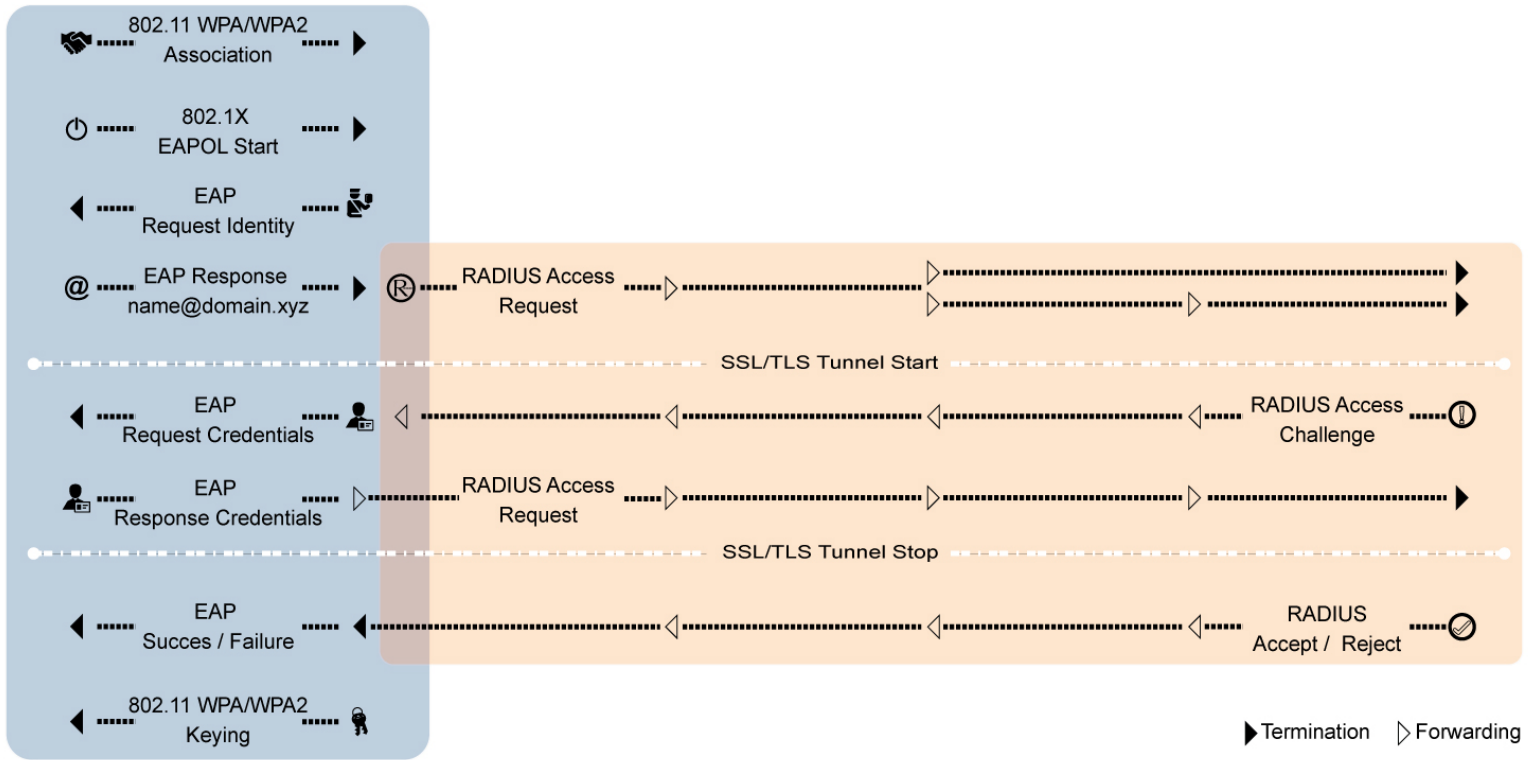 802.11 WPA/WPA2
Association
802.1X
EAPOL Start
EAP
Request Identity
@
EAP Response
name@domain.xyz
R
RADIUS Access
Request
SSL/TLS Tunnel Start
EAP
Request Credentials
RADIUS Access
Challenge
EAP
Response Credentials
RADIUS Access
Request
SSL/TLS Tunnel Stop
EAP
Succes / Failure
RADIUS
Accept / Reject
802.11 WPA/WPA2
Keying
Termination
Forwarding